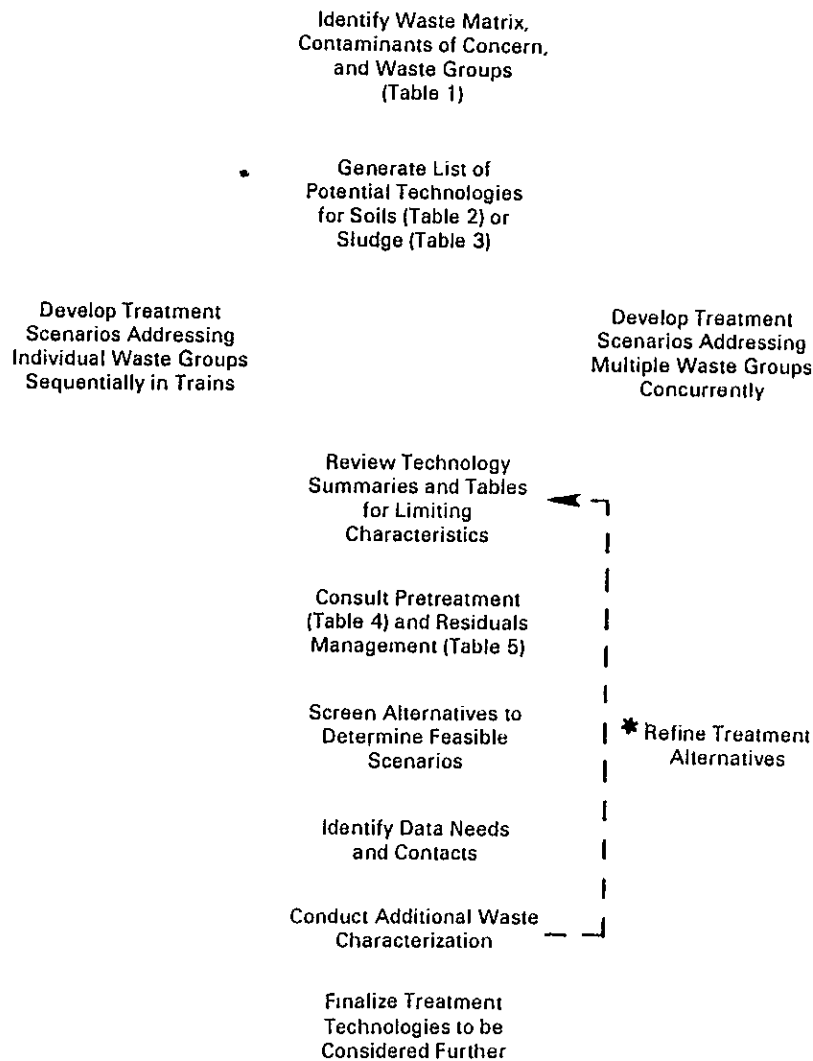 Identify Waste Matrix,
Contaminants of Concern,
and Waste Groups
(Table 1)
Generate List of
Potential Technologies
for Soils (Table 2) or
Sludge (Table 3)
Develop Treatment
Scenarios Addressing
Individual Waste Groups
Sequentially in Trains
Develop Treatment
Scenarios Addressing
Multiple Waste Groups
Concurrently
Review Technology
Summaries and Tables
for Limiting
Characteristics
Consult Pretreatment
(Table 4) and Residuals
Management (Table 5)
Screen Alternatives to
Determine Feasible
Scenarios
* Refine Treatment
Alternatives
Identify Data Needs
and Contacts
Conduct Additional Waste
Characterization
Finalize Treatment
Technologies to be
Considered Further